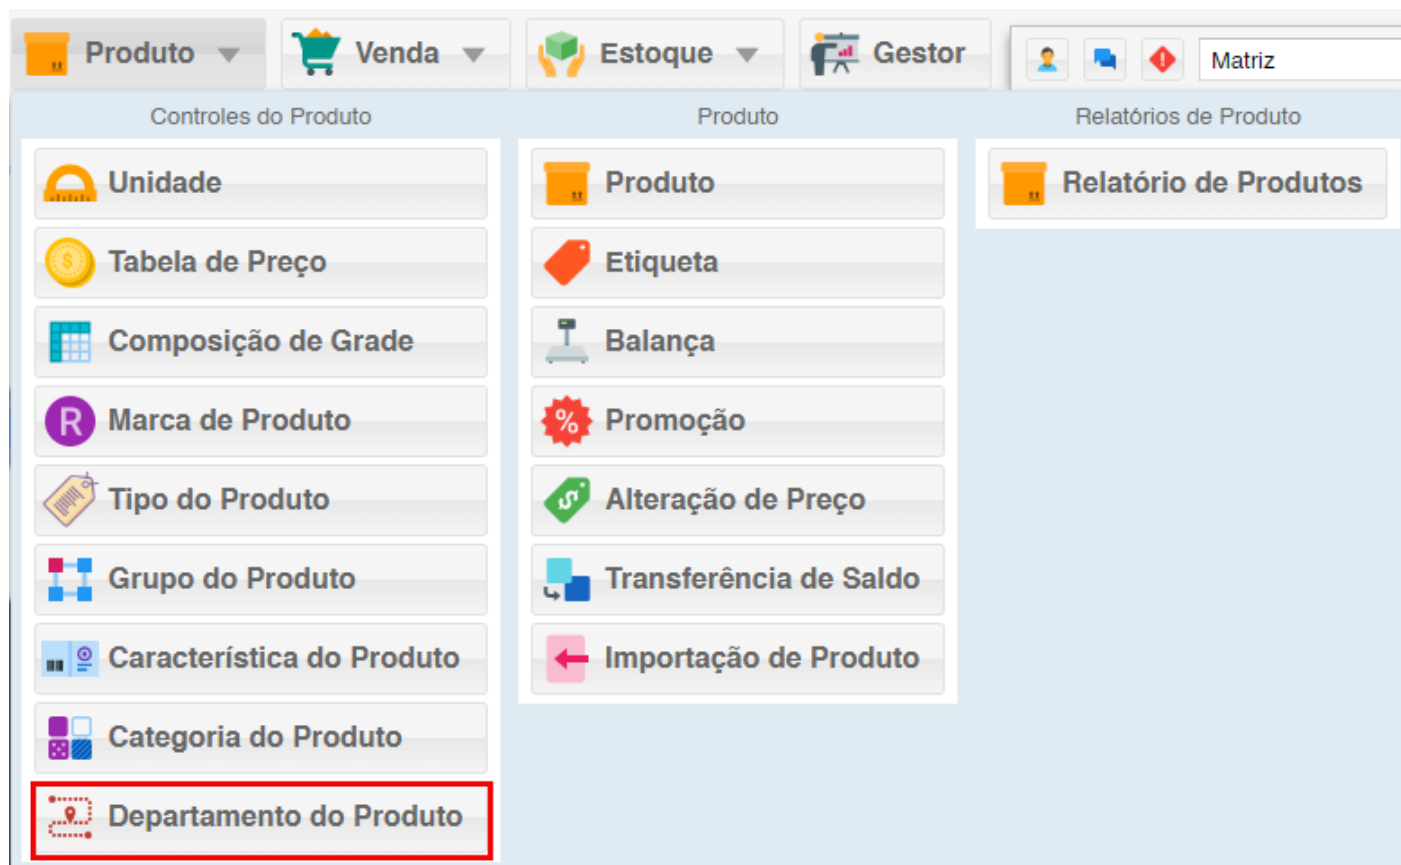 Produto
Venda
Estoque
Gestor
Matriz
Controles do Produto
Unidade
Tabela de Preço
Composição de Grade
R
Marca de Produto
Tipo do Produto
Grupo do Produto
Característica do Produto
Categoria do Produto
Departamento do Produto
Produto
Produto
Etiqueta
Balança
%
Promoção
Alteração de Preço
Transferência de Saldo
Importação de Produto
Relatórios de Produto
Relatório de Produtos